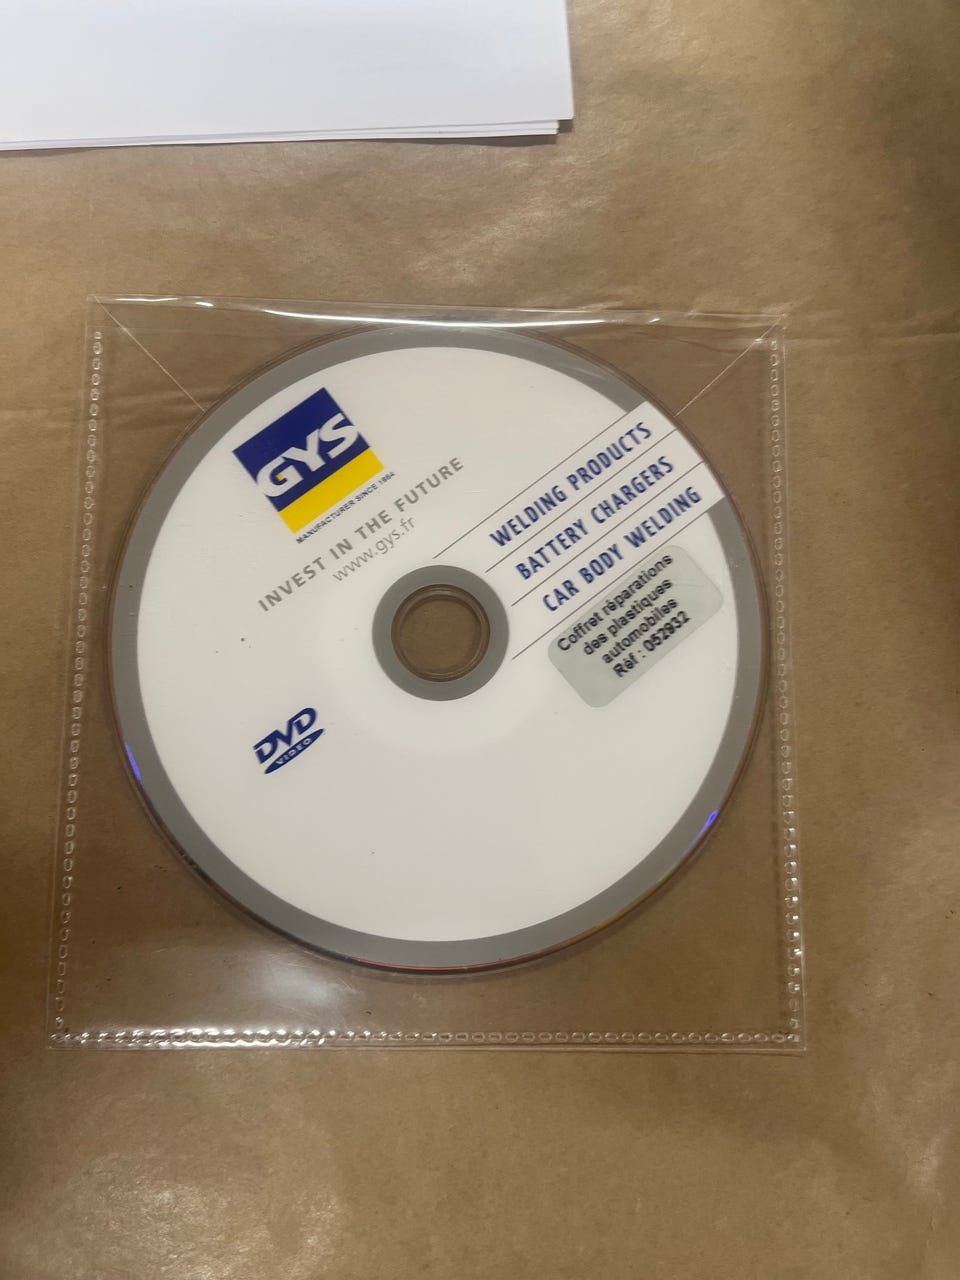 GYS
MANUFACTURER SINCE 1964
INVEST IN THE FUTURE
www.gys.fr
WELDING PRODUCTS
BATTERY CHARGERS
CAR BODY WELDING
Coffret réparations
des plastiques
automobiles
Réf : 052932
DVD
VIDEO